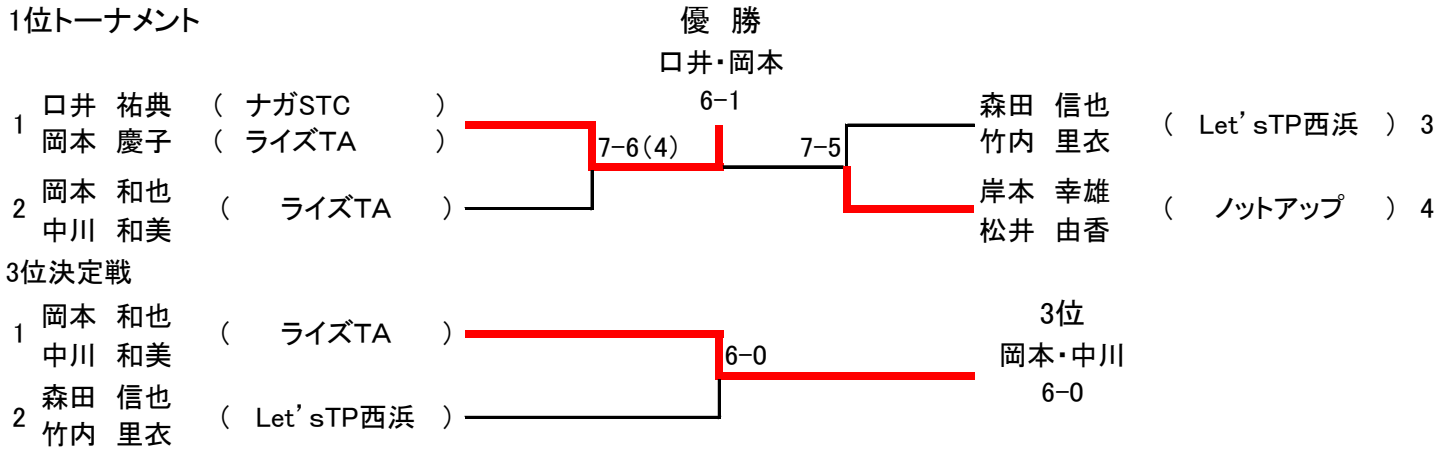 1位トーナメント
優　勝
口井・岡本
6-1
1 口井　祐典 （　ナガSTC　）
岡本　慶子 （　ライズTA　）
7-6(4)
2 岡本　和也
中川　和美 （　ライズTA　）
7-5
森田　信也
竹内　里衣 （　Let’sTP西浜　） 3
岸本　幸雄
松井　由香 （　ノットアップ　） 4
3位決定戦
1 岡本　和也
中川　和美 （　ライズTA　）
2 森田　信也
竹内　里衣 （　Let’sTP西浜　）
6-0
3位
岡本・中川
6-0